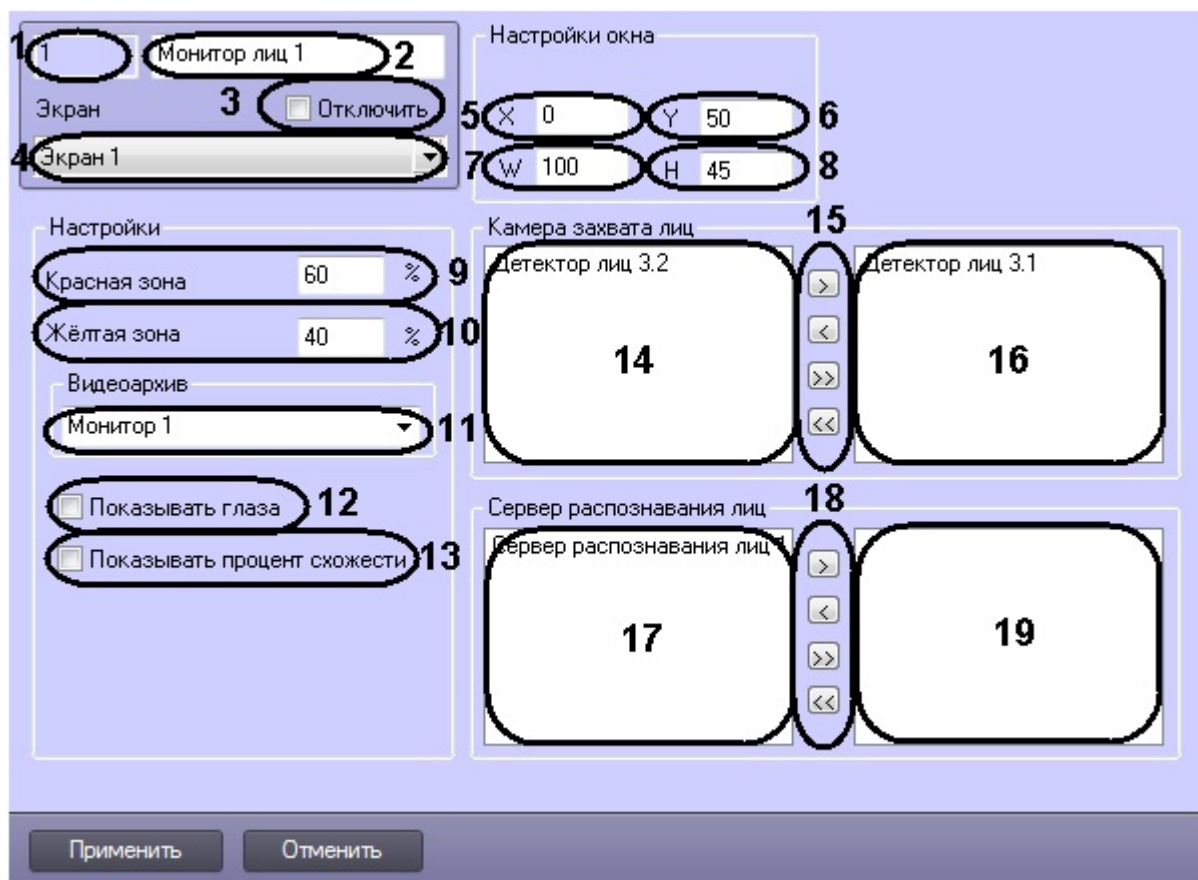 1 1 Монитор лиц 1 2
Экран 3 Отключить
4 Экран 1
Настройки окна
5 X 0 Y 50 6
7 W 100 H 45 8
Настройки
Красная зона 60 % 9
Жёлтая зона 40 % 10
Видеоархив
Монитор 1 11
Показывать глаза 12
Показывать процент схожести 13
Камера захвата лиц 15
Детектор лиц 3.2 > Детектор лиц 3.1
<
14 >> 16
<<
Сервер распознавания лиц 18
Сервер распознавания лиц 1 >
<
17 19
>>
<<
Применить Отменить